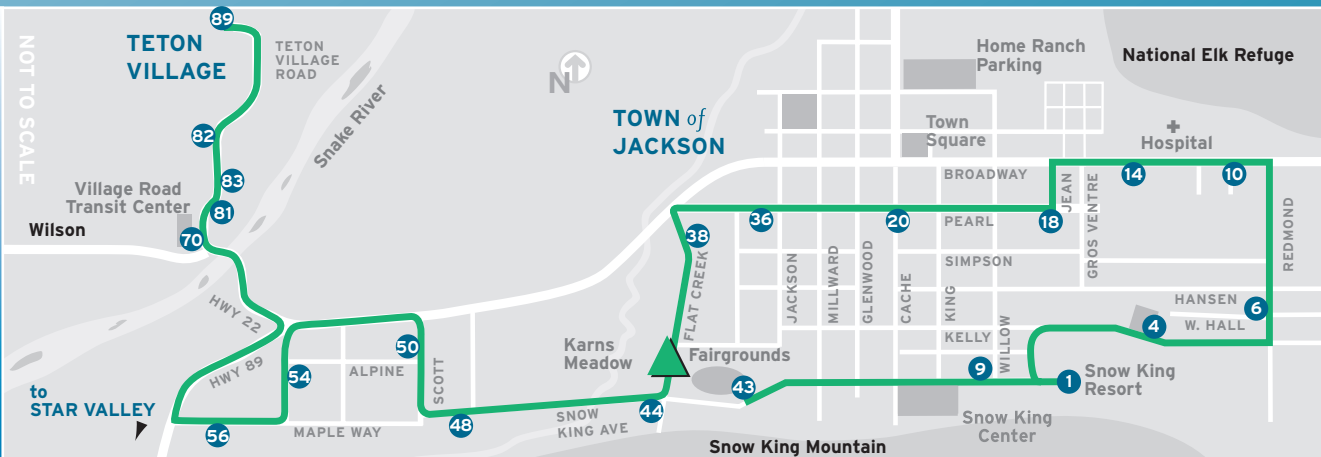 89
TETON
VILLAGE
TETON
VILLAGE
ROAD
NOT TO SCALE
N
Snake River
82
83
81
Village Road
Transit Center
70
Wilson
HWY 22
HWY 89
to
STAR VALLEY
54
56
50
ALPINE
SCOTT
MAPLE WAY
48
SNOW
KING AVE
44
Karns
Meadow
Fairgrounds
43
FLAT CREEK
38
36
TOWN of
JACKSON
Home Ranch
Parking
National Elk Refuge
Town
Square
Hospital
BROADWAY
14
10
20
PEARL
18
JEAN
GROS VENTRE
REDMOND
SIMPSON
JACKSON
MILLWARD
GLENWOOD
CACHE
KING
WILLOW
KELLY
HANSEN
6
W. HALL
4
9
1
Snow King
Resort
Snow King
Center
Snow King Mountain